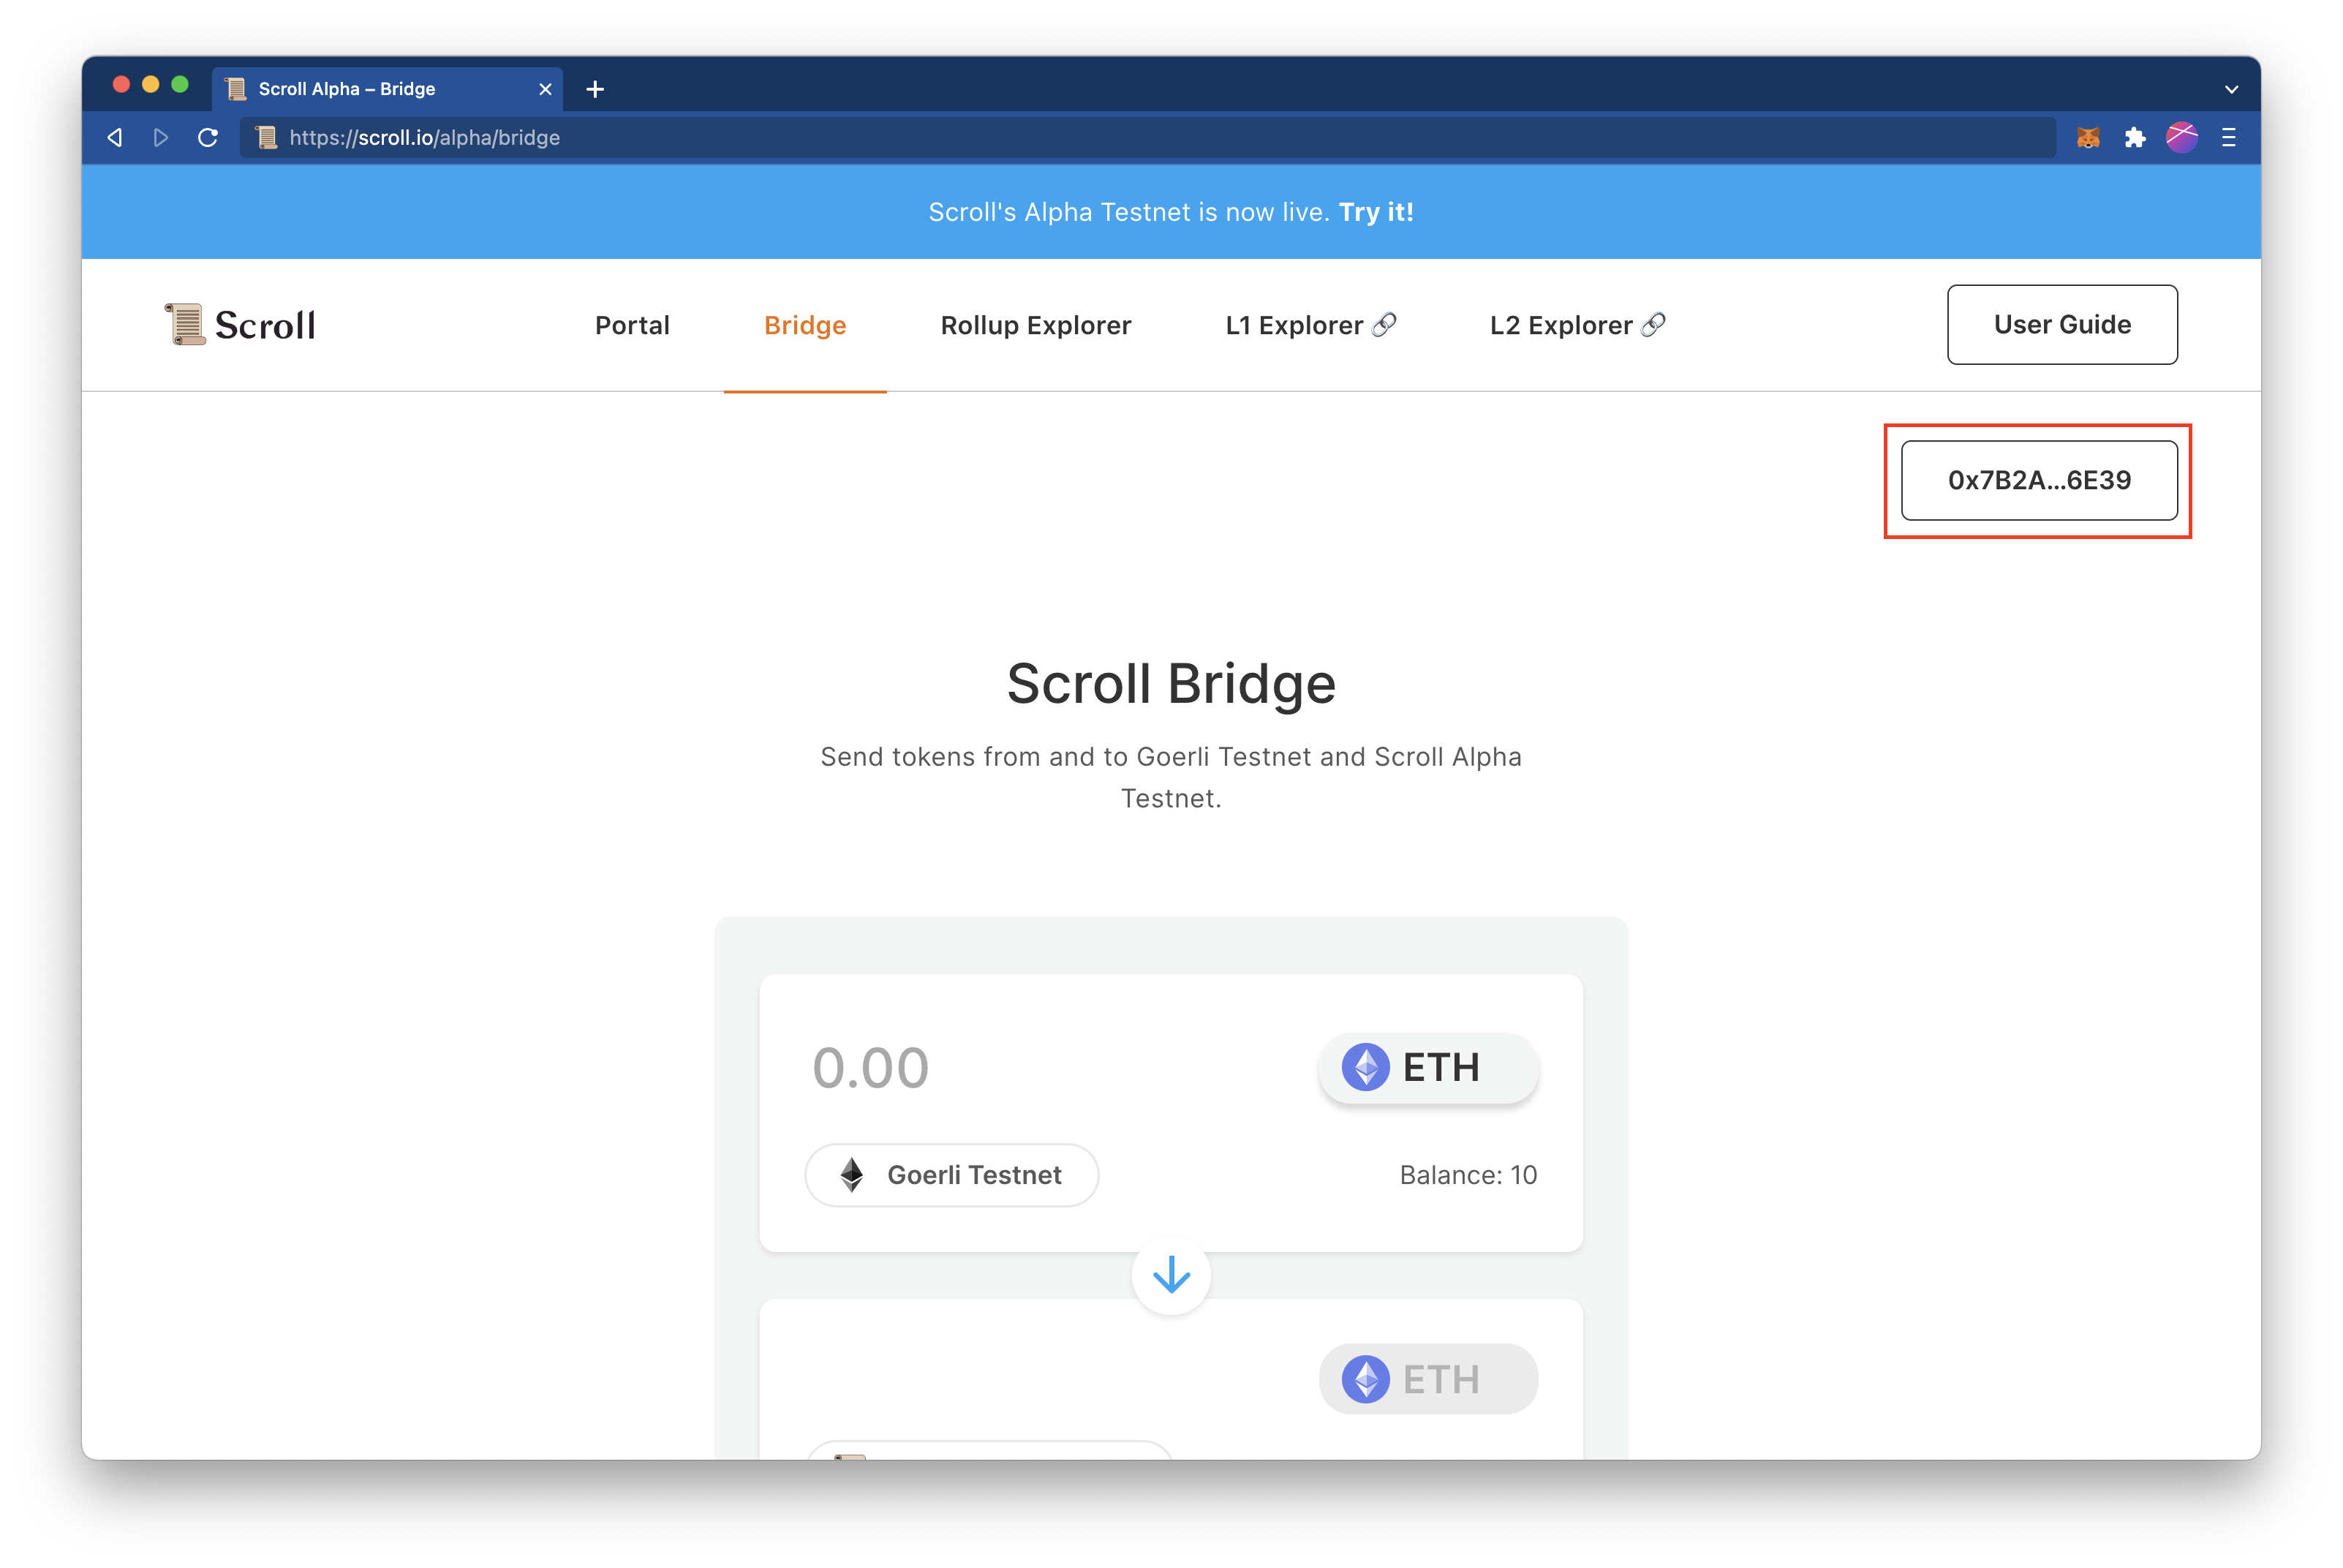 Scroll Alpha – Bridge
https://scroll.io/alpha/bridge
Scroll's Alpha Testnet is now live. Try it!
Scroll
Portal
Bridge
Rollup Explorer
L1 Explorer
L2 Explorer
User Guide
0x7B2A...6E39
Scroll Bridge
Send tokens from and to Goerli Testnet and Scroll Alpha
Testnet.
0.00
ETH
Goerli Testnet
Balance: 10
ETH